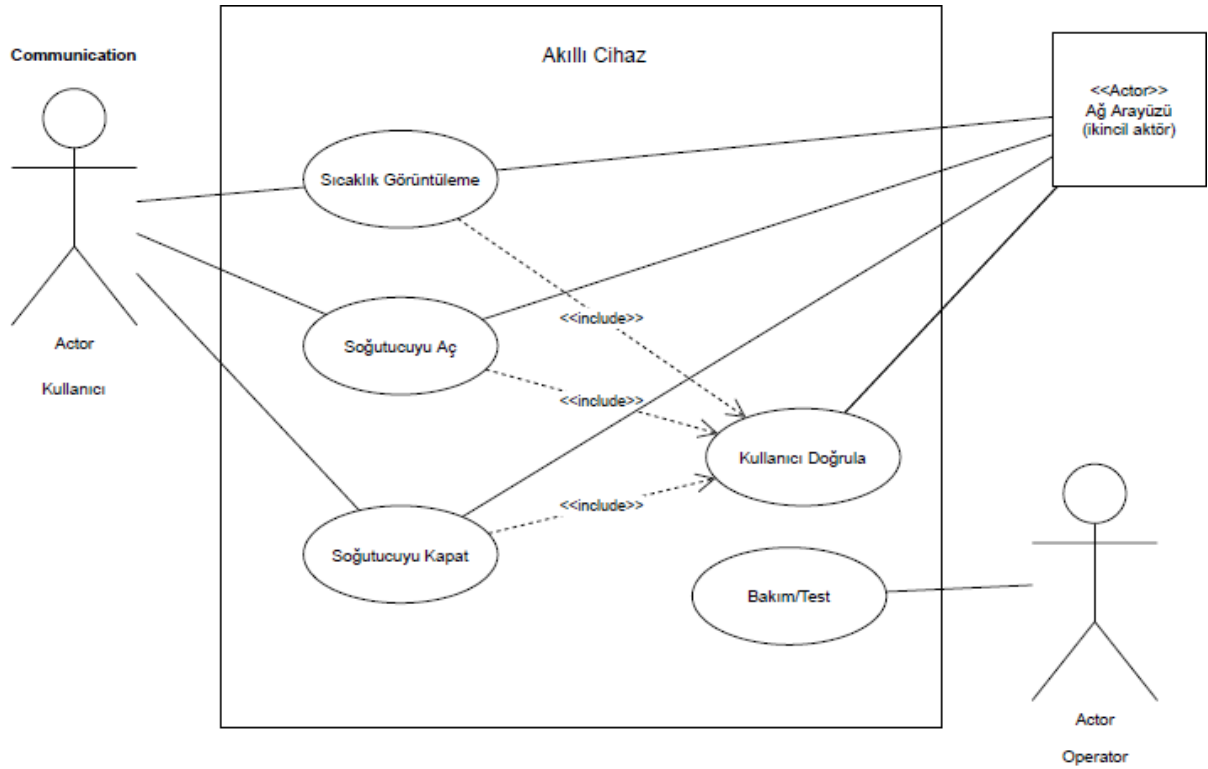 Communication
Akıllı Cihaz
<<Actor>>
Ağ Arayüzü
(ikincil aktör)
Sıcaklık Görüntüleme
<<include>>
Actor
Kullanıcı
Soğutucuyu Aç
<<include>>
Kullanıcı Doğrula
<<include>>
Soğutucuyu Kapat
Bakım/Test
Actor
Operator